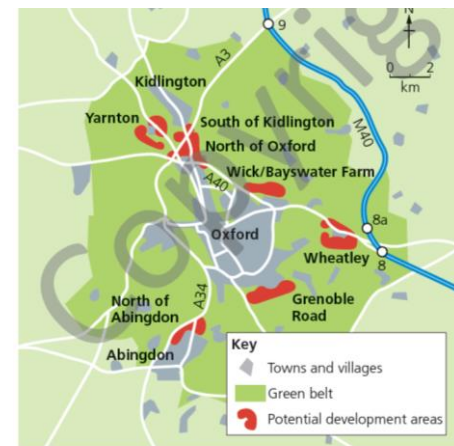 N
9
0 2
km
A3
M40
Kidlington
Yarnton
South of Kidlington
North of Oxford
Wick/Bayswater Farm
A40
Oxford
8a
8
Wheatley
A34
North of
Abingdon
Grenoble
Road
Abingdon
Key
Towns and villages
Green belt
Potential development areas
Copyrig